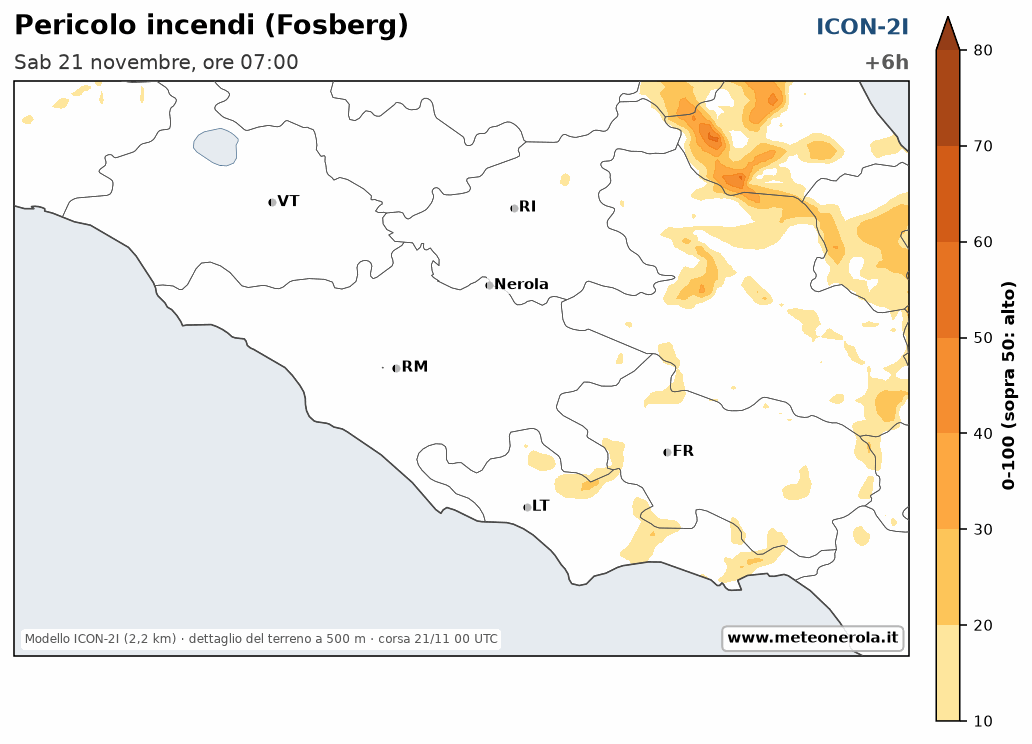 Pericolo incendi (Fosberg)
ICON-2I
Sab 21 novembre, ore 07:00
+6h
80
70
60
50
40
30
20
10
0-100 (sopra 50: alto)
VT
RI
Nerola
RM
FR
LT
Modello ICON-2I (2,2 km) · dettaglio del terreno a 500 m · corsa 21/11 00 UTC
www.meteonerola.it